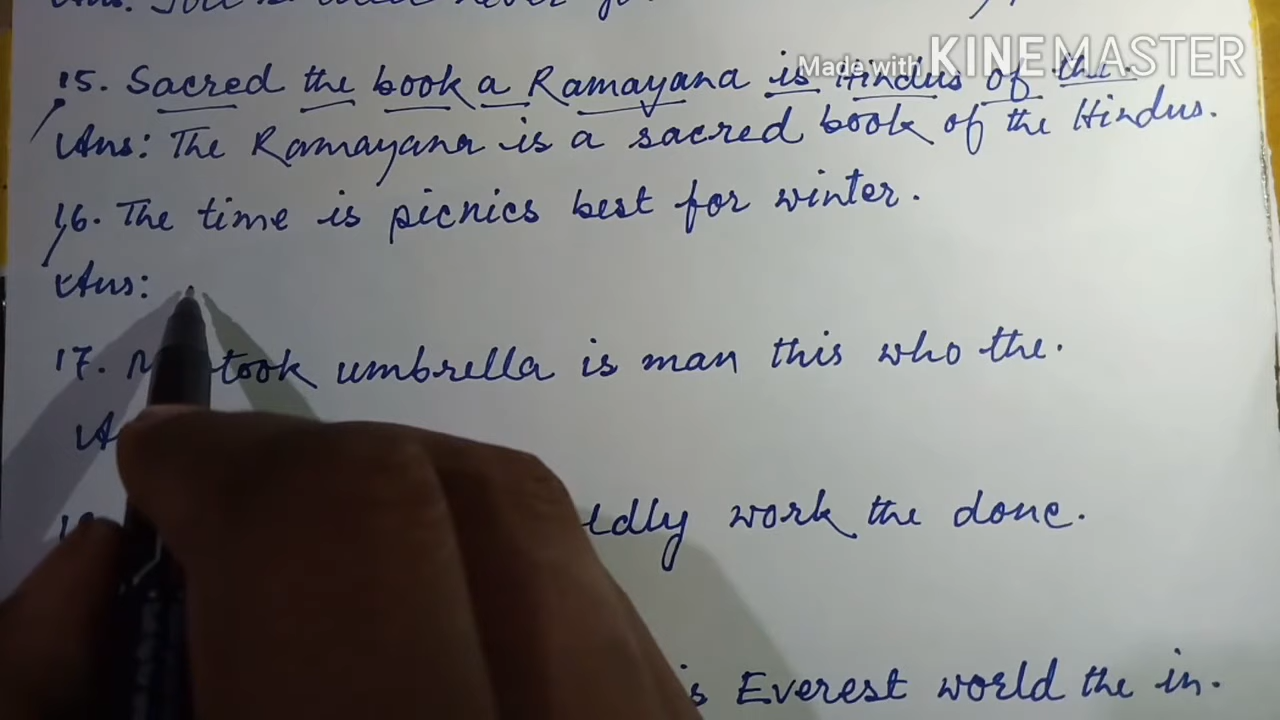 Made with KINEMASTER
15. Sacred the book a Ramayana is Hindus of the.
Ans: The Ramayana is a sacred book of the Hindus.
16. The time is picnics best for winter.
Ans:
17. took umbrella is man this who the.
work the done.
is Everest world the in.